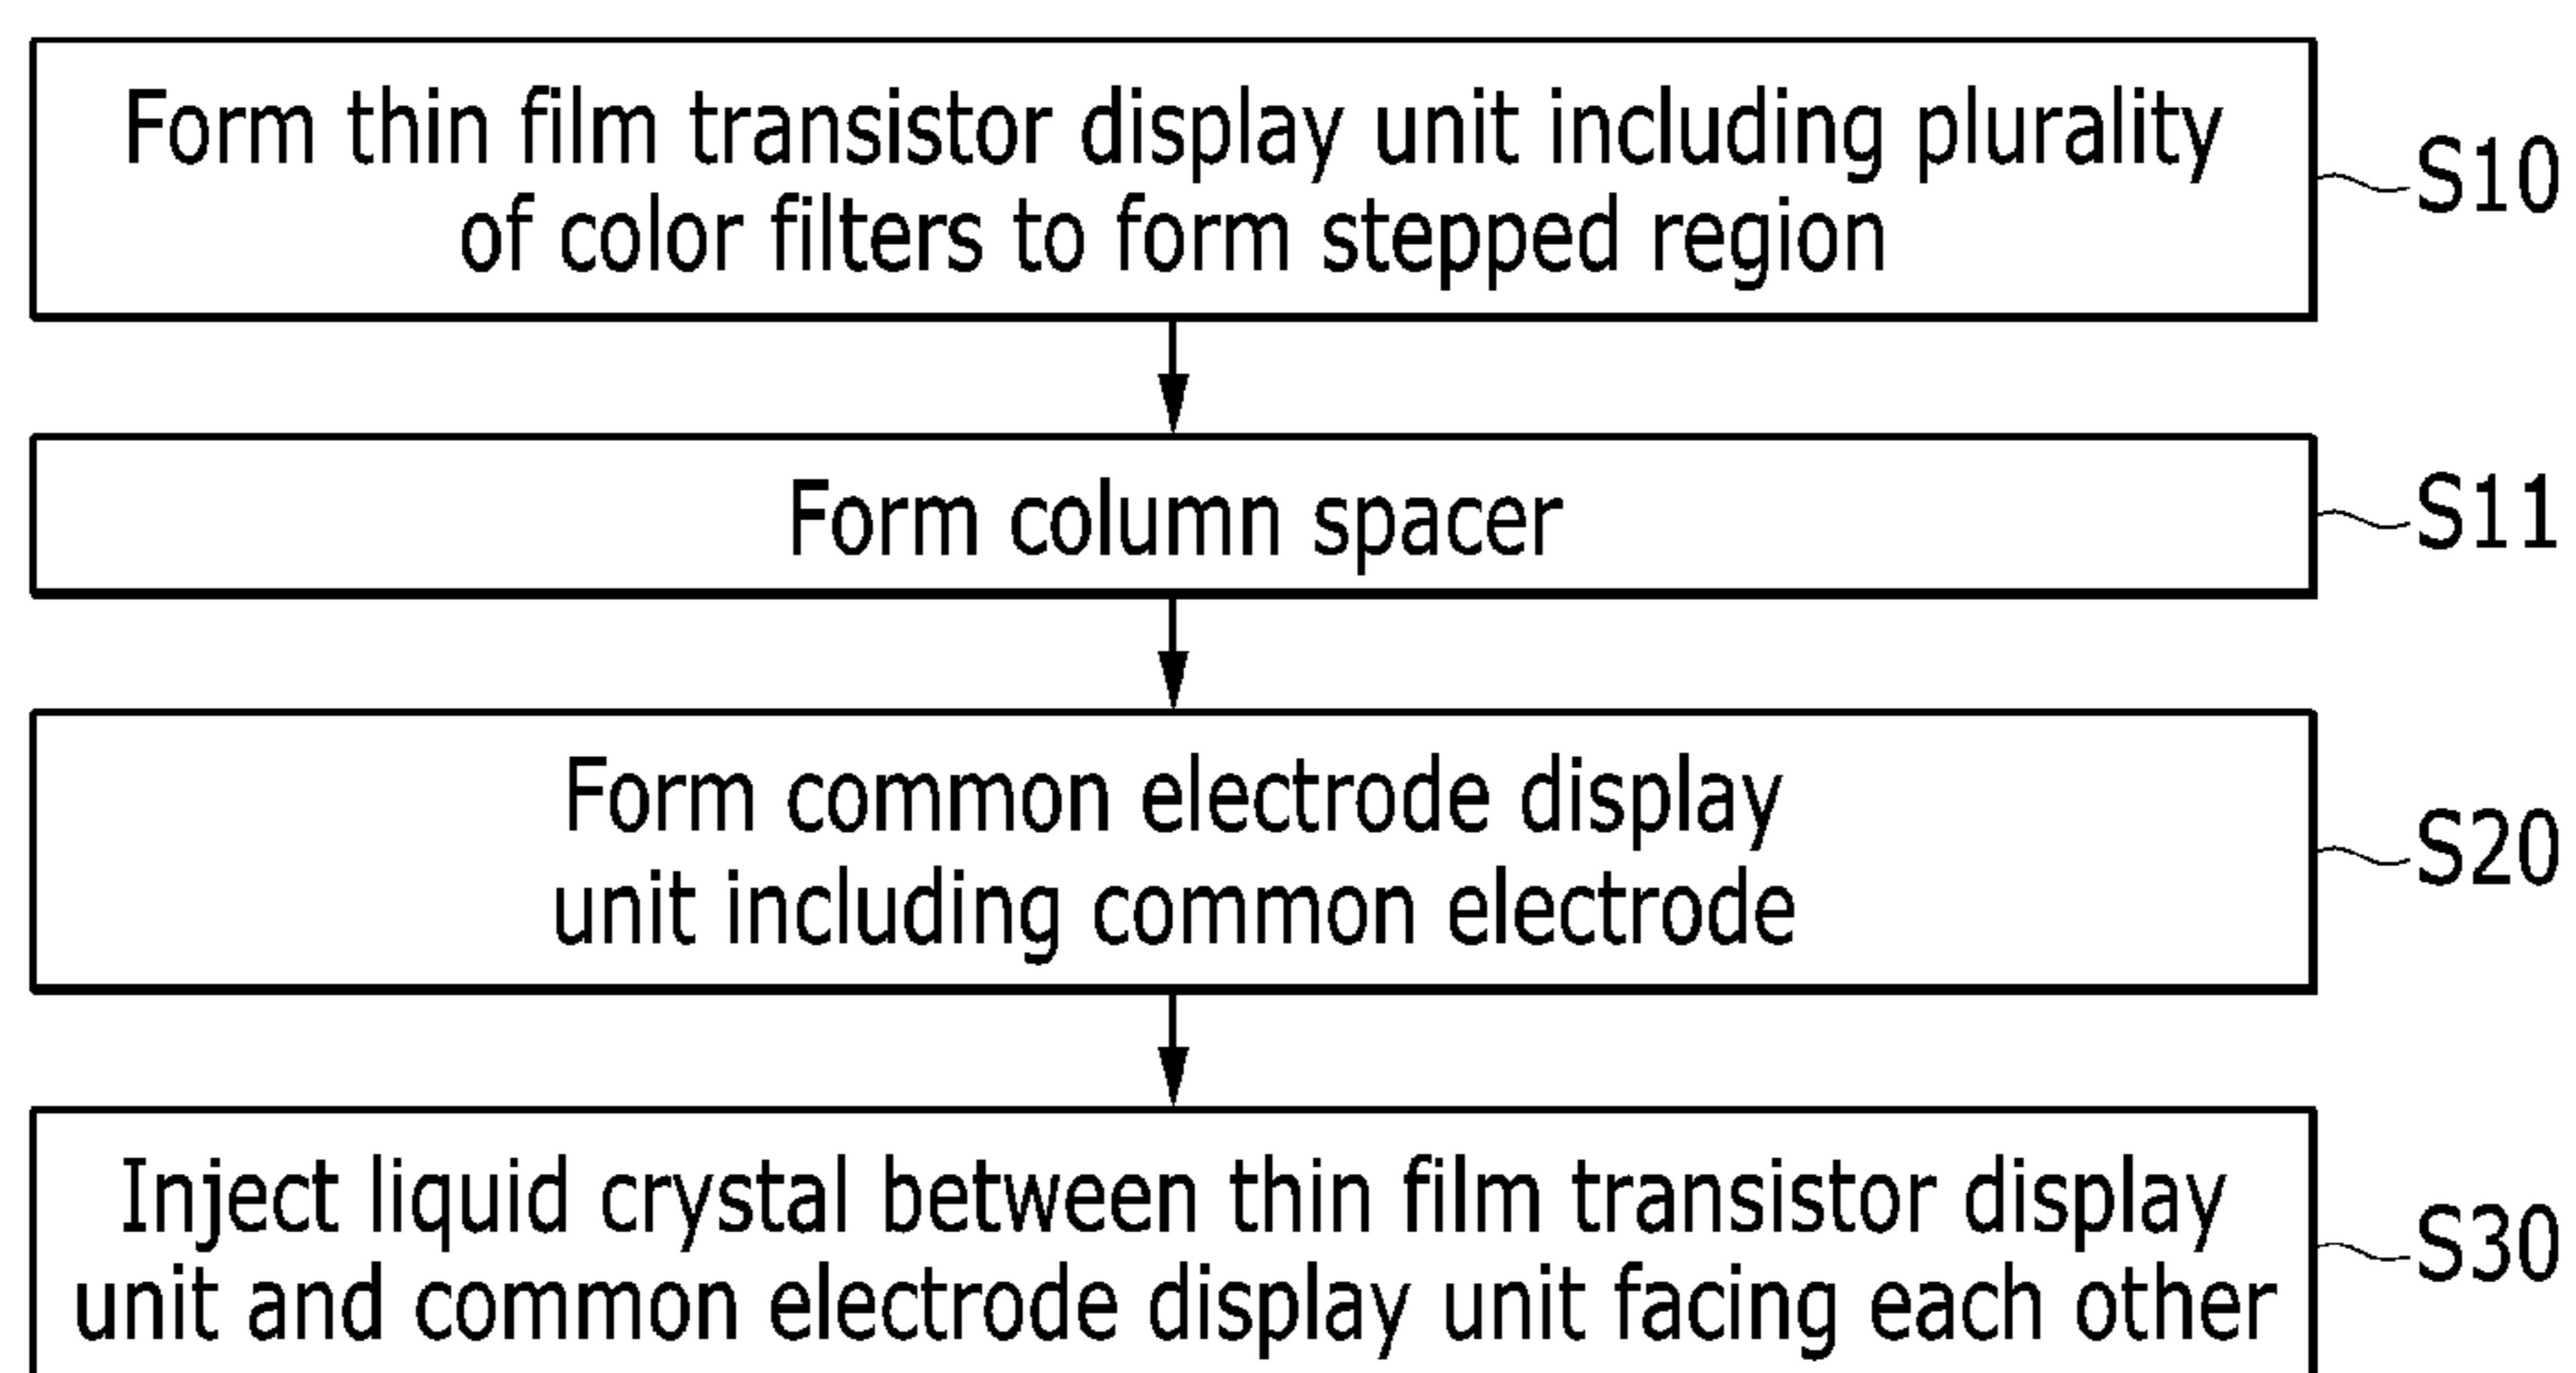 Form thin film transistor display unit including plurality
of color filters to form stepped region
S10
Form column spacer
S11
Form common electrode display
unit including common electrode
S20
Inject liquid crystal between thin film transistor display
unit and common electrode display unit facing each other
S30